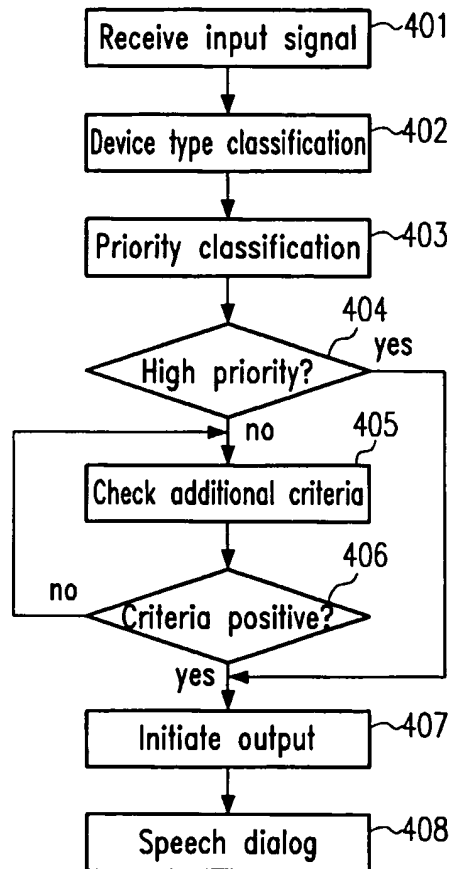 Receive input signal 401
Device type classification 402
Priority classification 403
404
High priority? yes
no
405
Check additional criteria
406
no
Criteria positive?
yes
Initiate output 407
Speech dialog 408